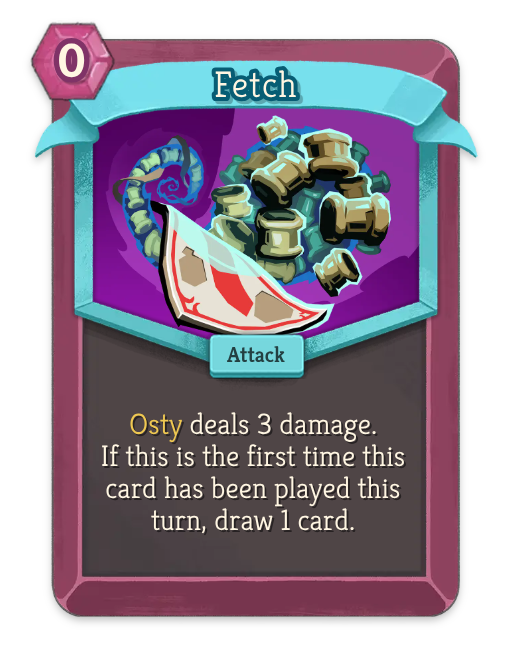 0
Fetch
Attack
Osty deals 3 damage.
If this is the first time this
card has been played this
turn, draw 1 card.